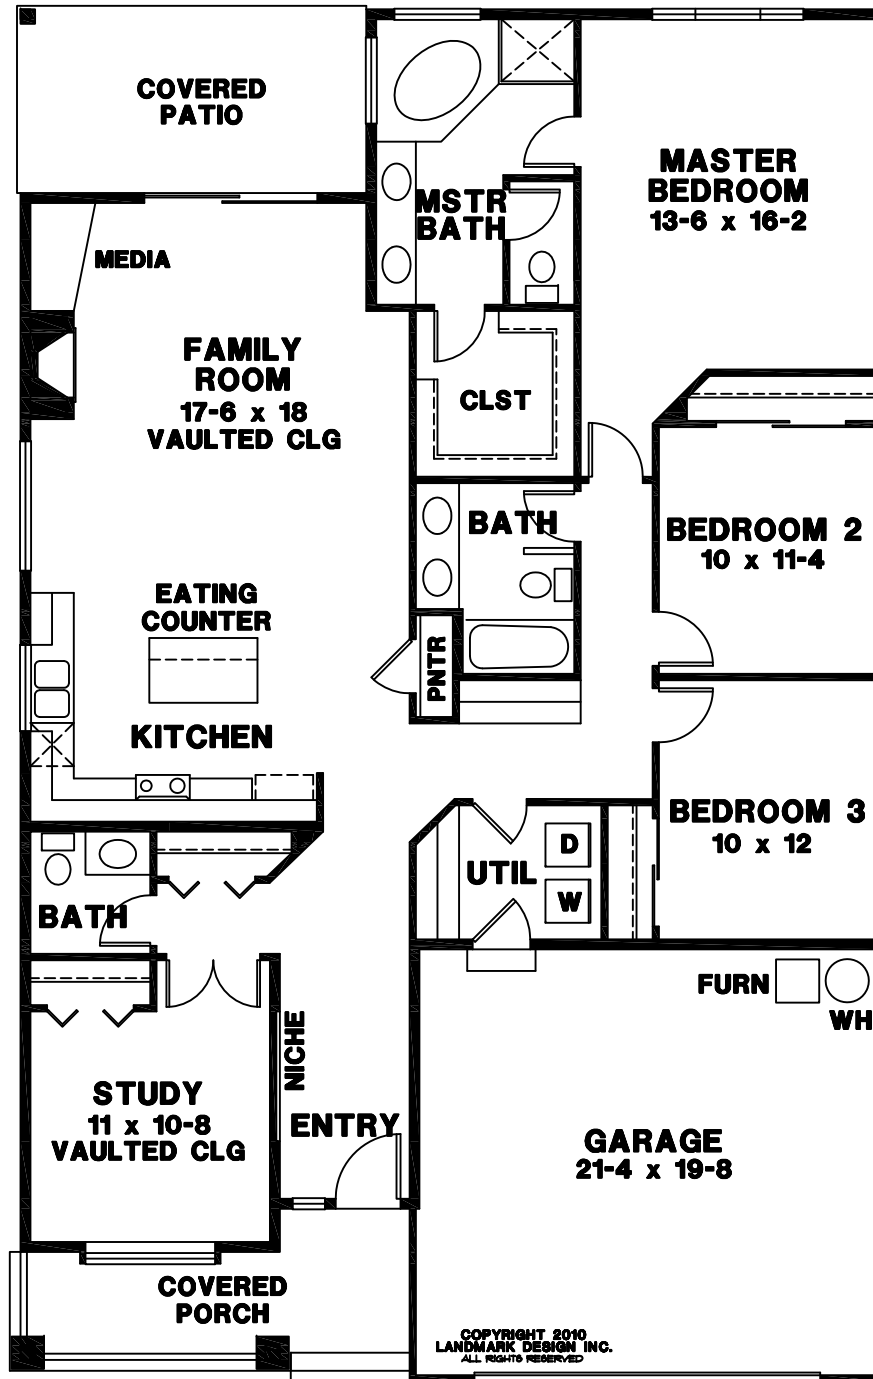 COVERED
PATIO
MSTR
BATH
MASTER
BEDROOM
13-6 x 16-2
MEDIA
FAMILY
ROOM
17-6 x 18
VAULTED CLG
CLST
BATH
BEDROOM 2
10 x 11-4
EATING
COUNTER
PNTR
KITCHEN
BEDROOM 3
10 x 12
UTIL
D
W
BATH
FURN
WH
NICHE
STUDY
11 x 10-8
VAULTED CLG
ENTRY
GARAGE
21-4 x 19-8
COVERED
PORCH
COPYRIGHT 2010
LANDMARK DESIGN INC.
ALL RIGHTS RESERVED